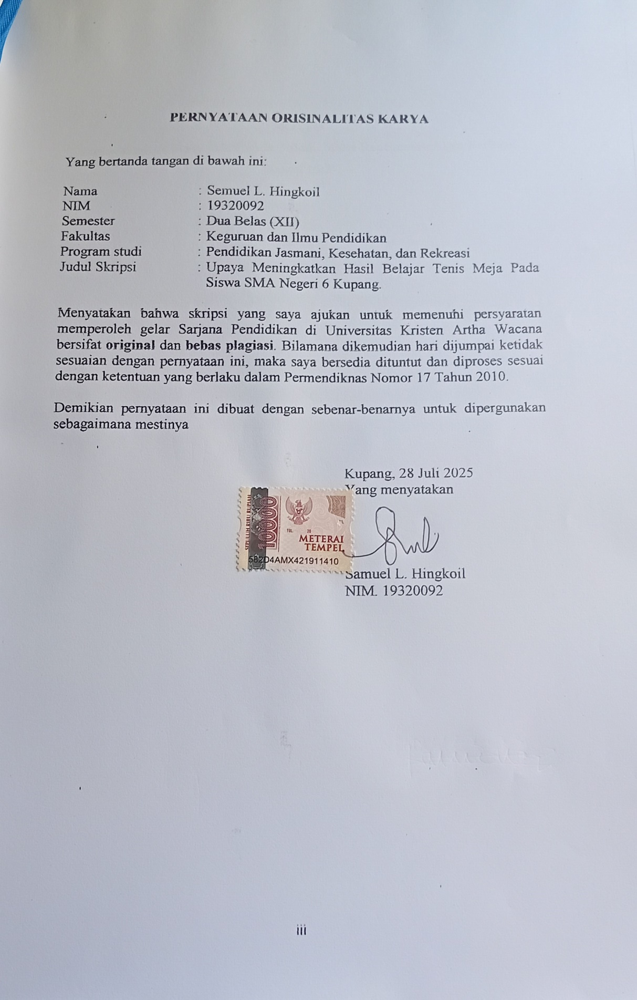 PERNYATAAN ORISINALITAS KARYA
Yang bertanda tangan di bawah ini:
Nama : Semuel L. Hingkoil
NIM : 19320092
Semester : Dua Belas (XII)
Fakultas : Keguruan dan Ilmu Pendidikan
Program studi : Pendidikan Jasmani, Kesehatan, dan Rekreasi
Judul Skripsi : Upaya Meningkatkan Hasil Belajar Tenis Meja Pada
Siswa SMA Negeri 6 Kupang.
Menyatakan bahwa skripsi yang saya ajukan untuk memenuhi persyaratan
memperoleh gelar Sarjana Pendidikan di Universitas Kristen Artha Wacana
bersifat original dan bebas plagiasi. Bilamana dikemudian hari dijumpai ketidak
sesuaian dengan pernyataan ini, maka saya bersedia dituntut dan diproses sesuai
dengan ketentuan yang berlaku dalam Permendiknas Nomor 17 Tahun 2010.
Demikian pernyataan ini dibuat dengan sebenar-benarnya untuk dipergunakan
sebagaimana mestinya
Kupang, 28 Juli 2025
Yang menyatakan
SEPULUH RIBU RUPIAH
10000
TGL. 20
METERAI
TEMPEL
582D4AMX421911410
Samuel L. Hingkoil
NIM. 19320092
iii